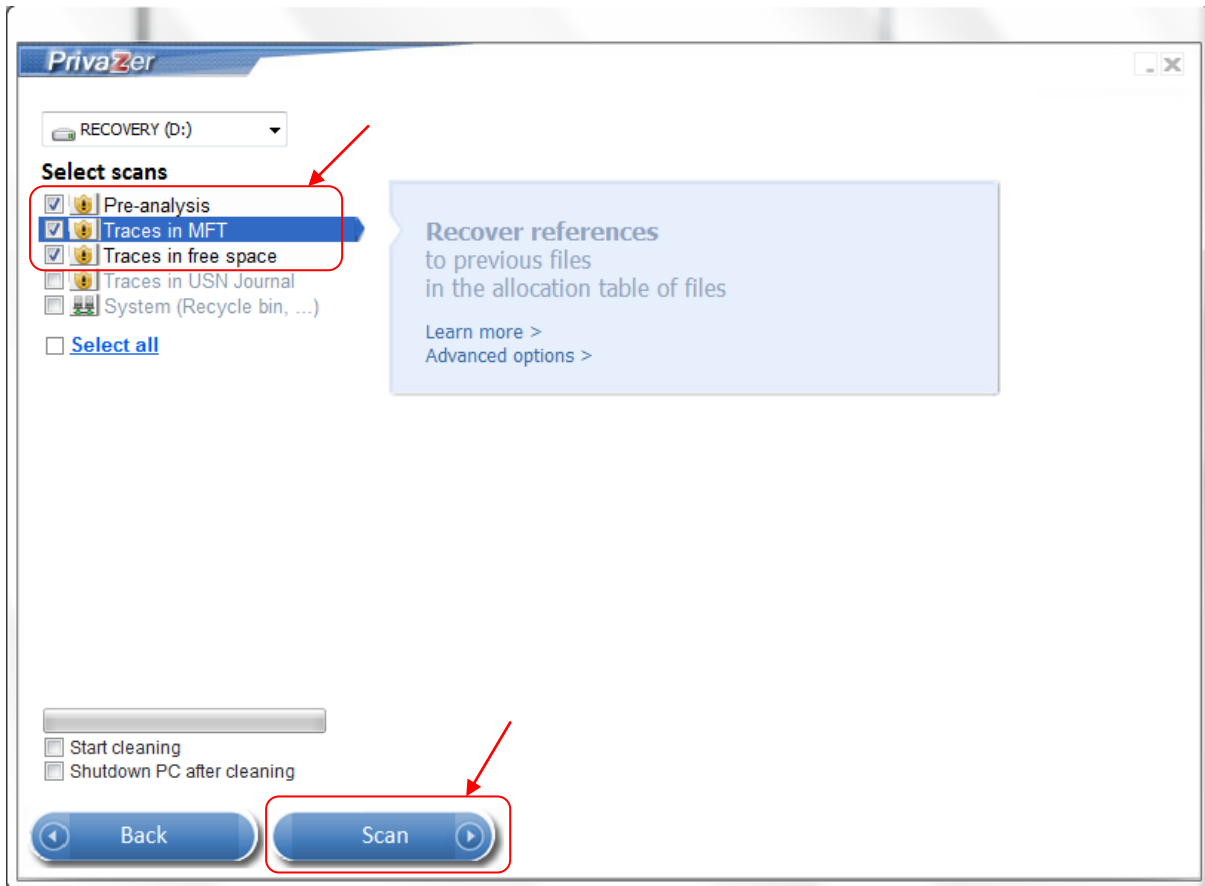 PrivaZer
RECOVERY (D:)
Select scans
Pre-analysis
Traces in MFT
Traces in free space
Traces in USN Journal
System (Recycle bin, ...)
Select all
Recover references
to previous files
in the allocation table of files
Learn more >
Advanced options >
Start cleaning
Shutdown PC after cleaning
Back
Scan